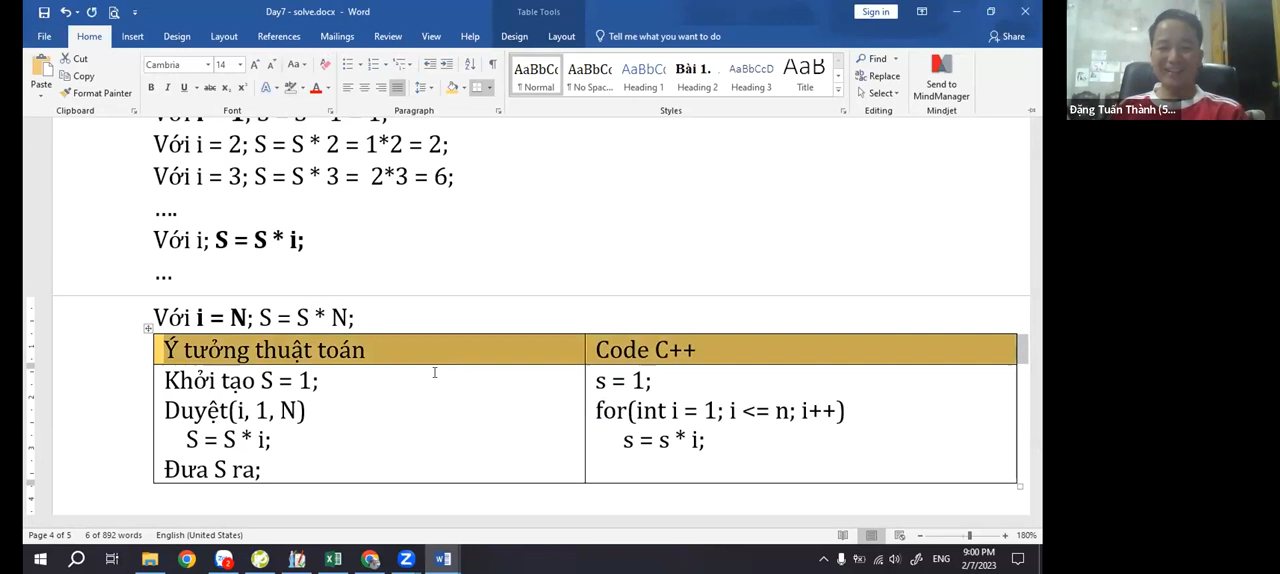 Day7 - solve.docx - Word
Table Tools
Sign in
File Home Insert Design Layout References Mailings Review View Help Design Layout Tell me what you want to do Share
Cut
Copy
Format Painter
Paste
Clipboard
Cambria 14
Font
Paragraph
AaBbCc AaBbCc AaBbCc Bài 1. AaBbCcD AaBbC
¶ Normal ¶ No Spac... Heading 1 Heading 2 Heading 3 Title
Styles
Find
Replace
Select
Editing
Send to
MindManager
Mindjet
Đặng Tuấn Thành (5...
Với i = 2; S = S * 2 = 1*2 = 2;
Với i = 3; S = S * 3 = 2*3 = 6;
....
Với i; S = S * i;
...
Với i = N; S = S * N;
Ý tưởng thuật toán
Code C++
Khởi tạo S = 1;
Duyệt(i, 1, N)
S = S * i;
Đưa S ra;
s = 1;
for(int i = 1; i <= n; i++)
s = s * i;
Page 4 of 5 6 of 892 words English (United States) 180%
ENG
9:00 PM
2/7/2023